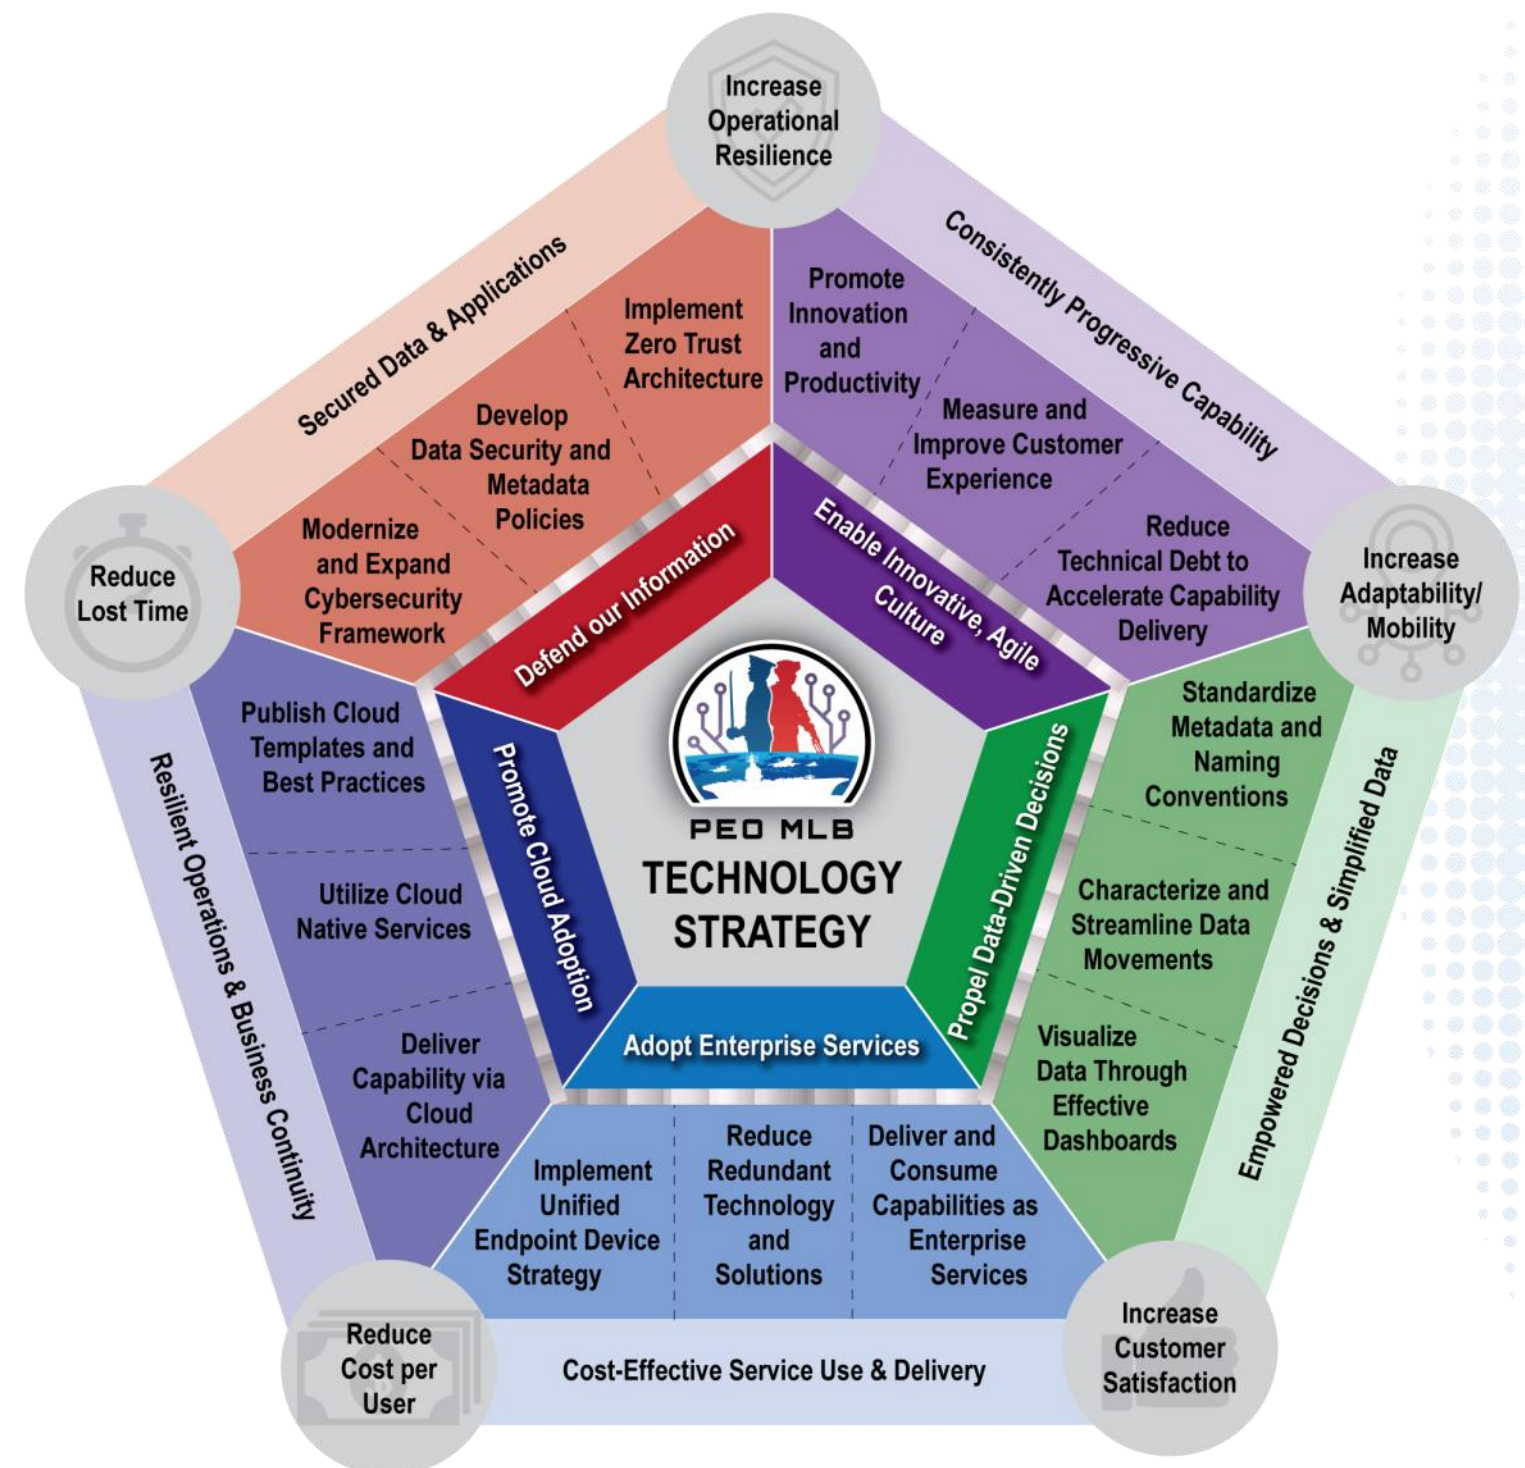 Increase
Operational
Resilience
Secured Data & Applications
Consistently Progressive Capability
Implement
Zero Trust
Architecture
Develop
Data Security and
Metadata
Policies
Modernize
and Expand
Cybersecurity
Framework
Promote
Innovation
and
Productivity
Measure and
Improve Customer
Experience
Reduce
Technical Debt to
Accelerate Capability
Delivery
Reduce
Lost Time
Increase
Adaptability/
Mobility
Defend our Information
Enable Innovative, Agile
Culture
Promote Cloud Adoption
Propel Data-Driven Decisions
Adopt Enterprise Services
PEO MLB
TECHNOLOGY
STRATEGY
Resilient Operations & Business Continuity
Publish Cloud
Templates and
Best Practices
Utilize Cloud
Native Services
Deliver
Capability via
Cloud
Architecture
Standardize
Metadata and
Naming
Conventions
Characterize and
Streamline Data
Movements
Visualize
Data Through
Effective
Dashboards
Empowered Decisions & Simplified Data
Implement
Unified
Endpoint Device
Strategy
Reduce
Redundant
Technology
and
Solutions
Deliver and
Consume
Capabilities as
Enterprise
Services
Reduce
Cost per
User
Cost-Effective Service Use & Delivery
Increase
Customer
Satisfaction